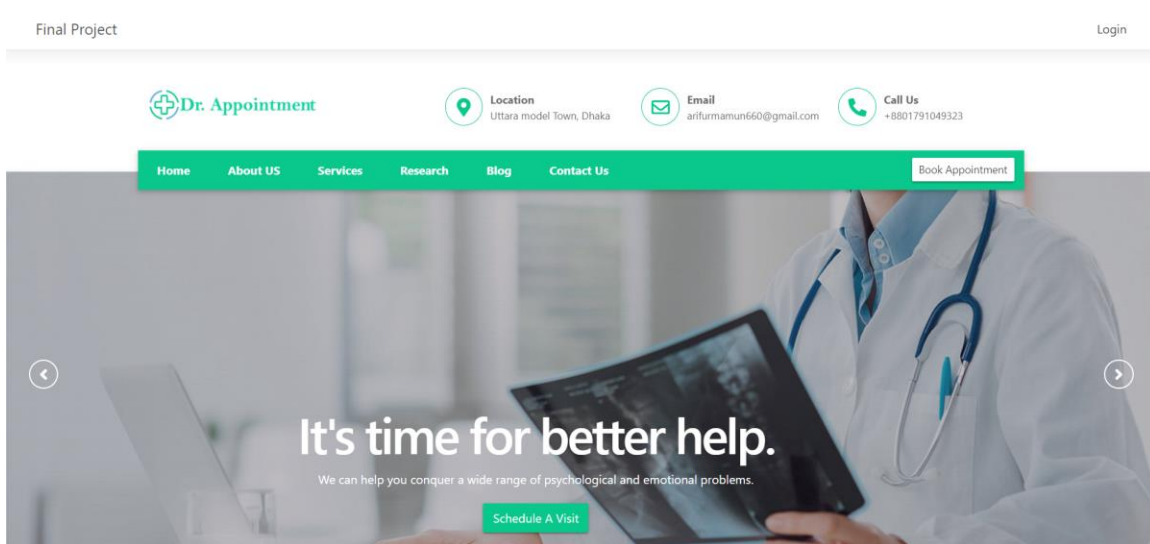 Final Project
Login
Dr. Appointment
Location
Uttara model Town, Dhaka
Email
arifurmamun660@gmail.com
Call Us
+8801791049323
Home About US Services Research Blog Contact Us Book Appointment
It's time for better help.
We can help you conquer a wide range of psychological and emotional problems.
Schedule A Visit